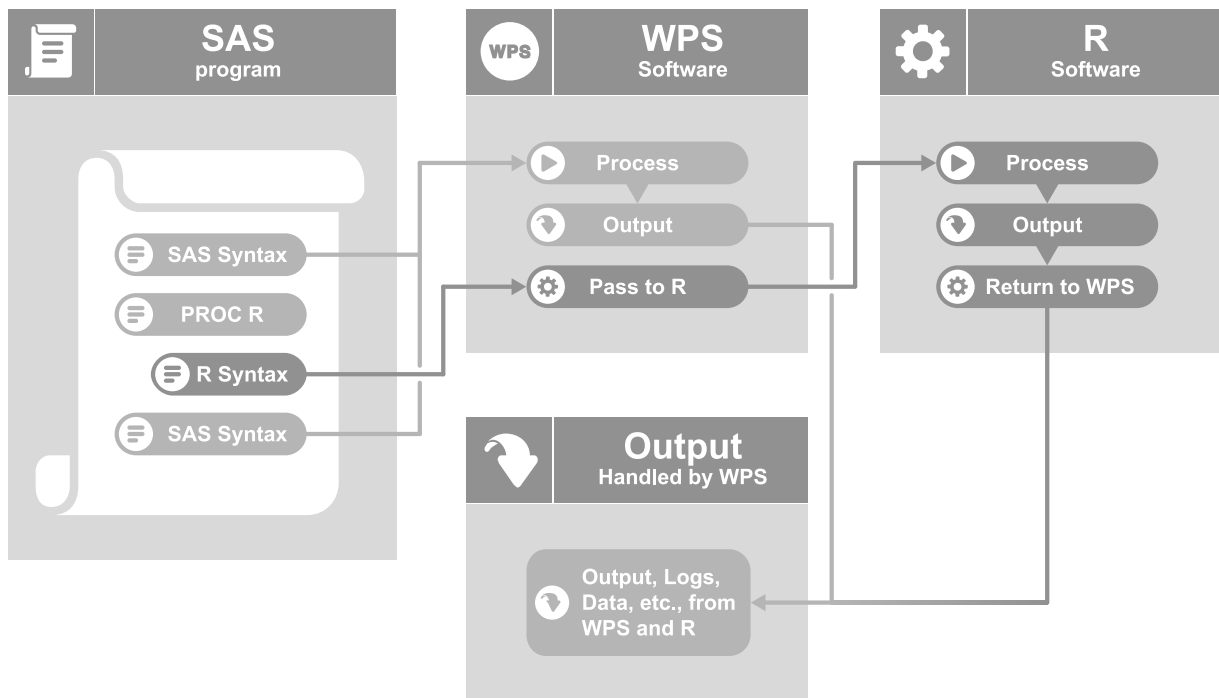 SAS
program
SAS Syntax
PROC R
R Syntax
SAS Syntax
WPS
WPS
Software
Process
Output
Pass to R
R
Software
Process
Output
Return to WPS
Output
Handled by WPS
Output, Logs,
Data, etc., from
WPS and R